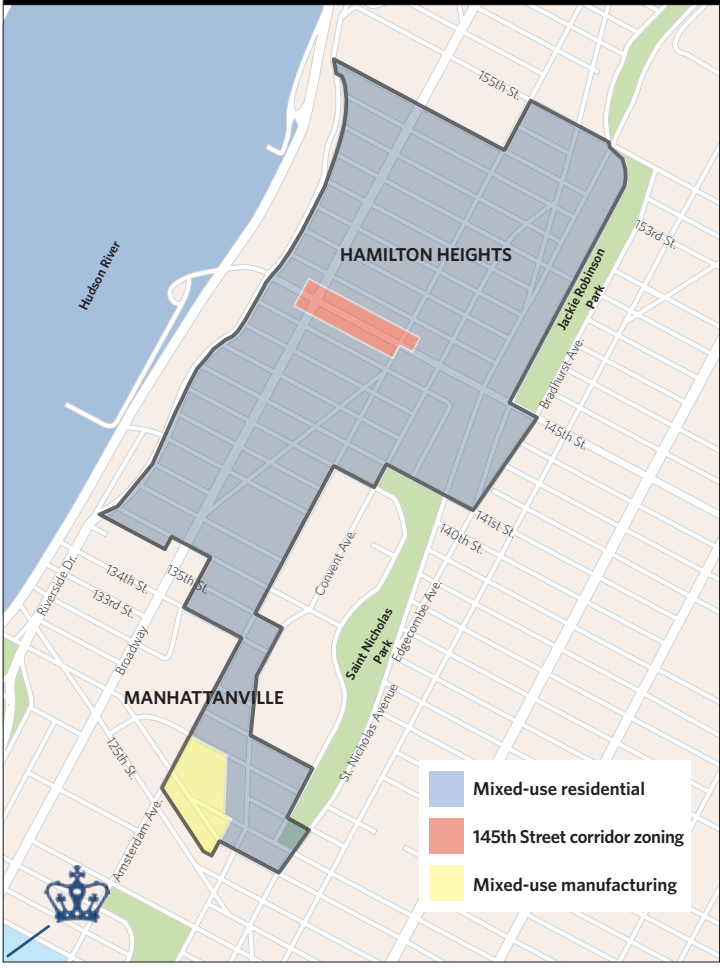 155th St.
153rd St.
HAMILTON HEIGHTS
Hudson River
Jackie Robinson
Park
Bradhurst Ave.
145th St.
141st St.
140th St.
Convent Ave.
135th St.
134th St.
133rd St.
Riverside Dr.
Broadway
Edgecombe Ave.
Saint Nicholas
Park
MANHATTANVILLE
St. Nicholas Avenue
125th St.
Amsterdam Ave.
Mixed-use residential
145th Street corridor zoning
Mixed-use manufacturing